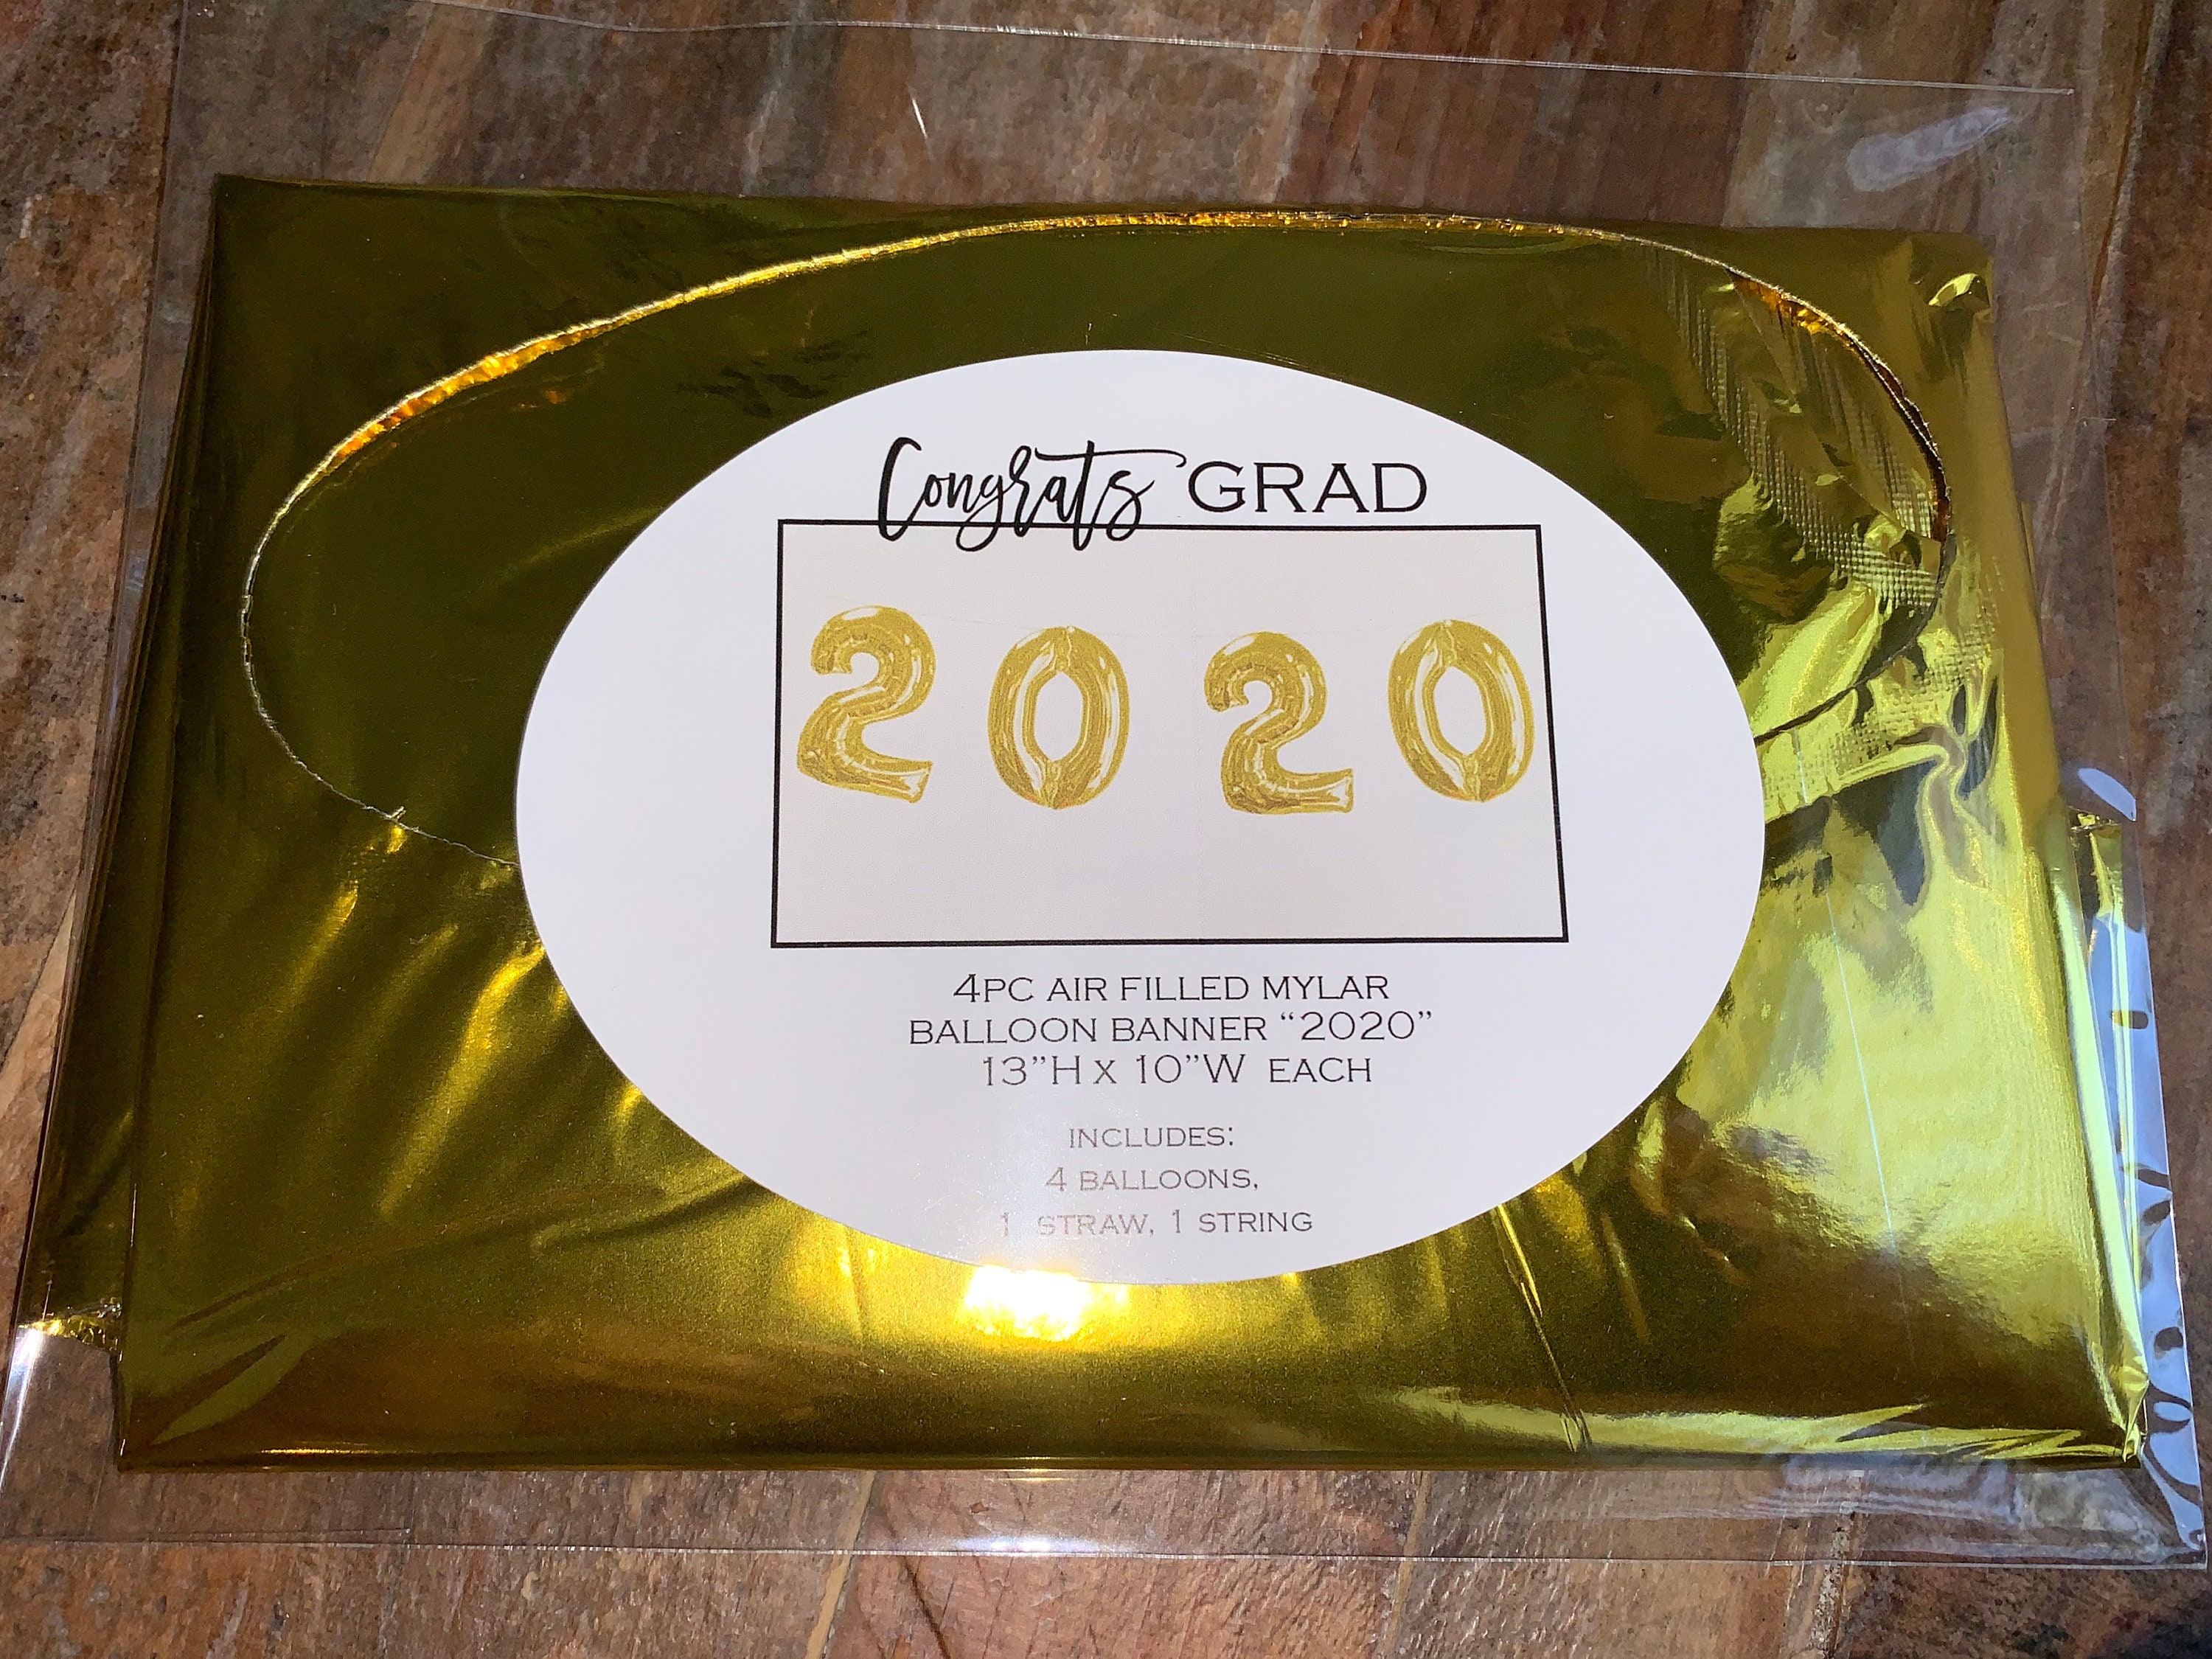 Congrats GRAD
2020
4PC AIR FILLED MYLAR
BALLOON BANNER “2020”
13”H X 10”W EACH
INCLUDES:
4 BALLOONS,
1 STRAW, 1 STRING